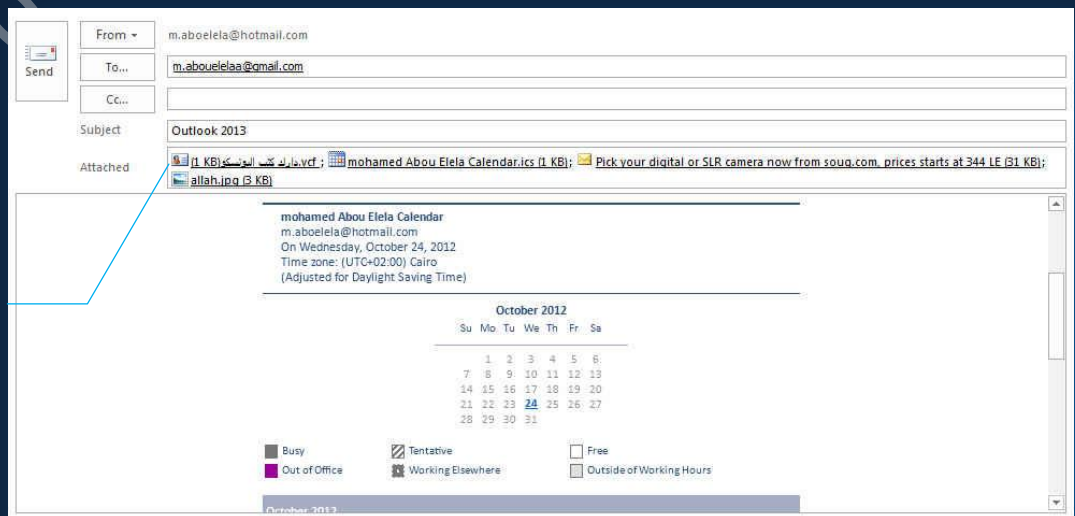 Send
From
m.aboelela@hotmail.com
To...
m.abouelelaa@gmail.com
Cc...
Subject
Outlook 2013
Attached
دارك كتب اليونسكو.vcf (1 KB); mohamed Abou Elela Calendar.ics (1 KB); Pick your digital or SLR camera now from souq.com, prices starts at 344 LE (31 KB);
allah.jpg (3 KB)
mohamed Abou Elela Calendar
m.aboelela@hotmail.com
On Wednesday, October 24, 2012
Time zone: (UTC+02:00) Cairo
(Adjusted for Daylight Saving Time)
October 2012
Su Mo Tu We Th Fr Sa
1 2 3 4 5 6
7 8 9 10 11 12 13
14 15 16 17 18 19 20
21 22 23 24 25 26 27
28 29 30 31
Busy Tentative Free
Out of Office Working Elsewhere Outside of Working Hours
October 2012